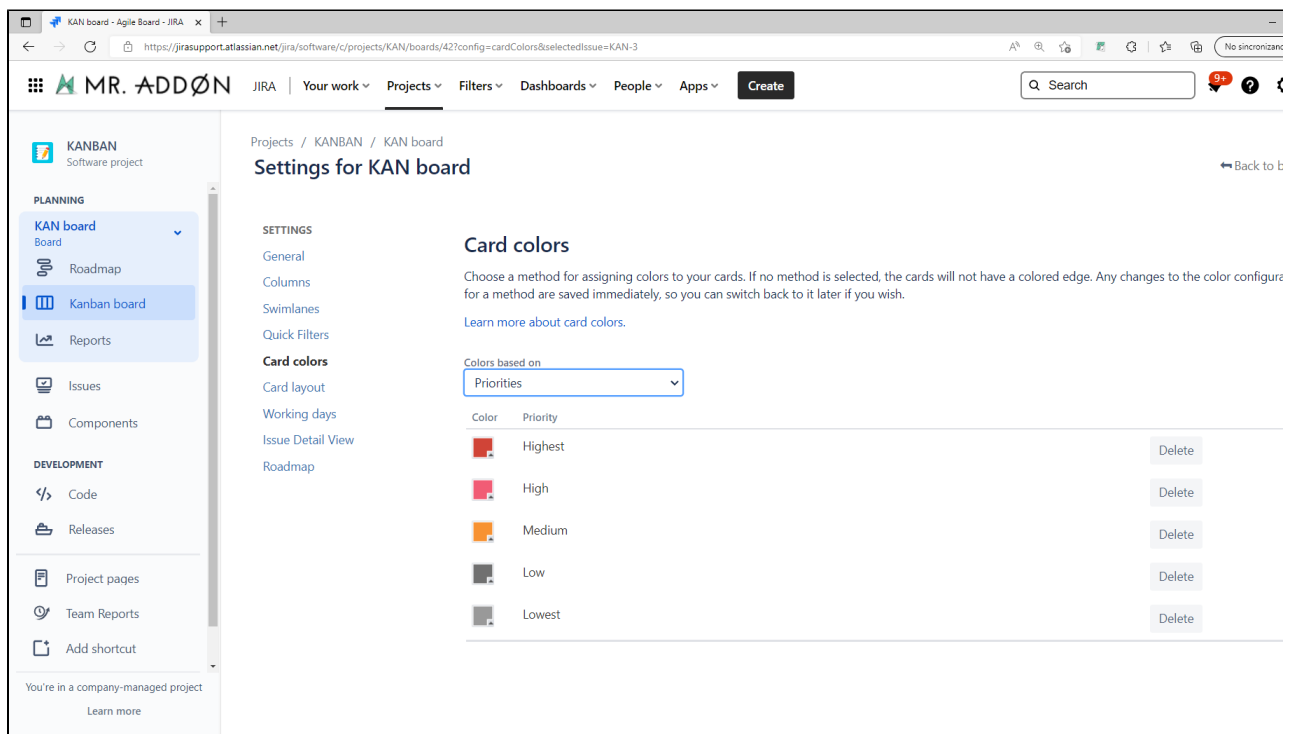 KAN board - Agile Board - JIRA
https://jirasupport.atlassian.net/jira/software/c/projects/KAN/boards/42?config=cardColors&selectedIssue=KAN-3
No sincronizand
MR. ADDØN
JIRA
Your work
Projects
Filters
Dashboards
People
Apps
Create
Search
9+
KANBAN
Software project
PLANNING
KAN board
Board
Roadmap
Kanban board
Reports
Issues
Components
DEVELOPMENT
Code
Releases
Project pages
Team Reports
Add shortcut
You're in a company-managed project
Learn more
Projects / KANBAN / KAN board
Settings for KAN board
Back to b
SETTINGS
General
Columns
Swimlanes
Quick Filters
Card colors
Card layout
Working days
Issue Detail View
Roadmap
Card colors
Choose a method for assigning colors to your cards. If no method is selected, the cards will not have a colored edge. Any changes to the color configura
for a method are saved immediately, so you can switch back to it later if you wish.
Learn more about card colors.
Colors based on
Priorities
Color Priority
Highest Delete
High Delete
Medium Delete
Low Delete
Lowest Delete